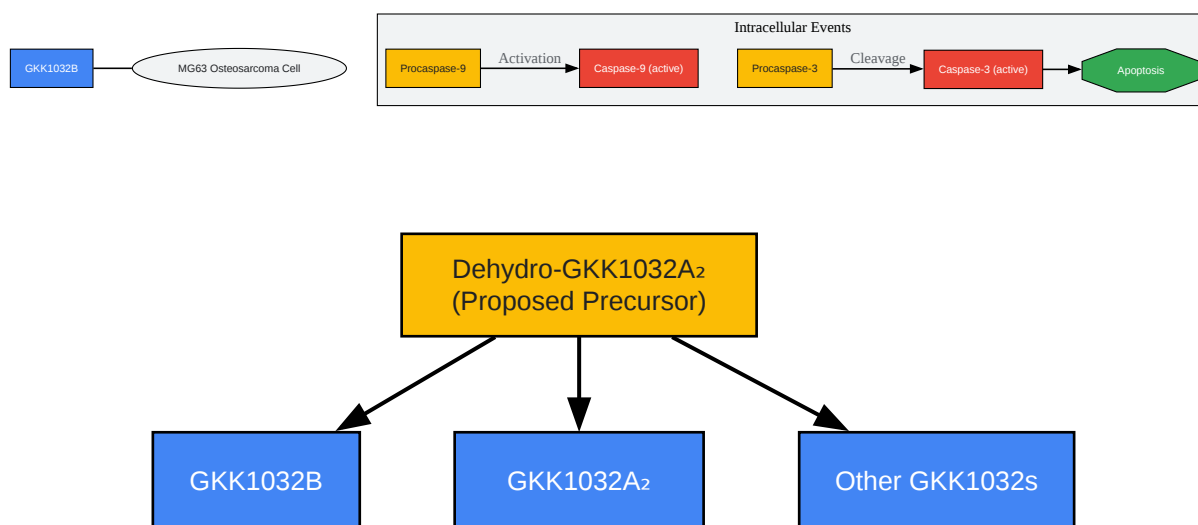 Intracellular Events
GKK1032B
MG63 Osteosarcoma Cell
Procaspase-9
Activation
Caspase-9 (active)
Procaspase-3
Cleavage
Caspase-3 (active)
Apoptosis
Dehydro-GKK1032A₂
(Proposed Precursor)
GKK1032B
GKK1032A₂
Other GKK1032s